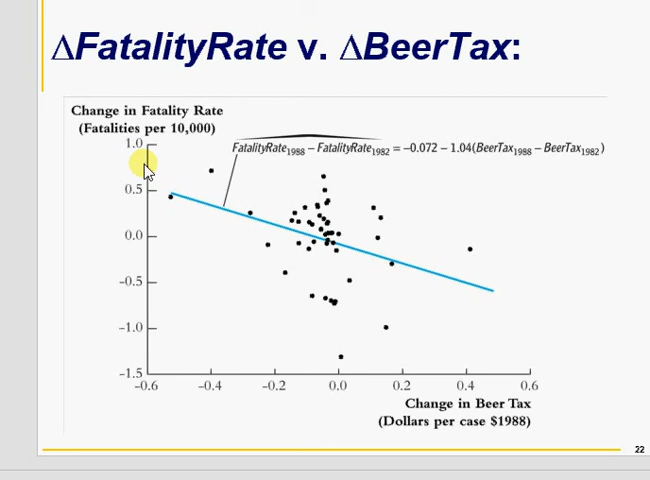 ΔFatalityRate v. ΔBeerTax:
Change in Fatality Rate
(Fatalities per 10,000)
FatalityRate1988 – FatalityRate1982 = –0.072 – 1.04(BeerTax1988 – BeerTax1982)
1.0
0.5
0.0
–0.5
–1.0
–1.5
–0.6 –0.4 –0.2 0.0 0.2 0.4 0.6
Change in Beer Tax
(Dollars per case $1988)
22